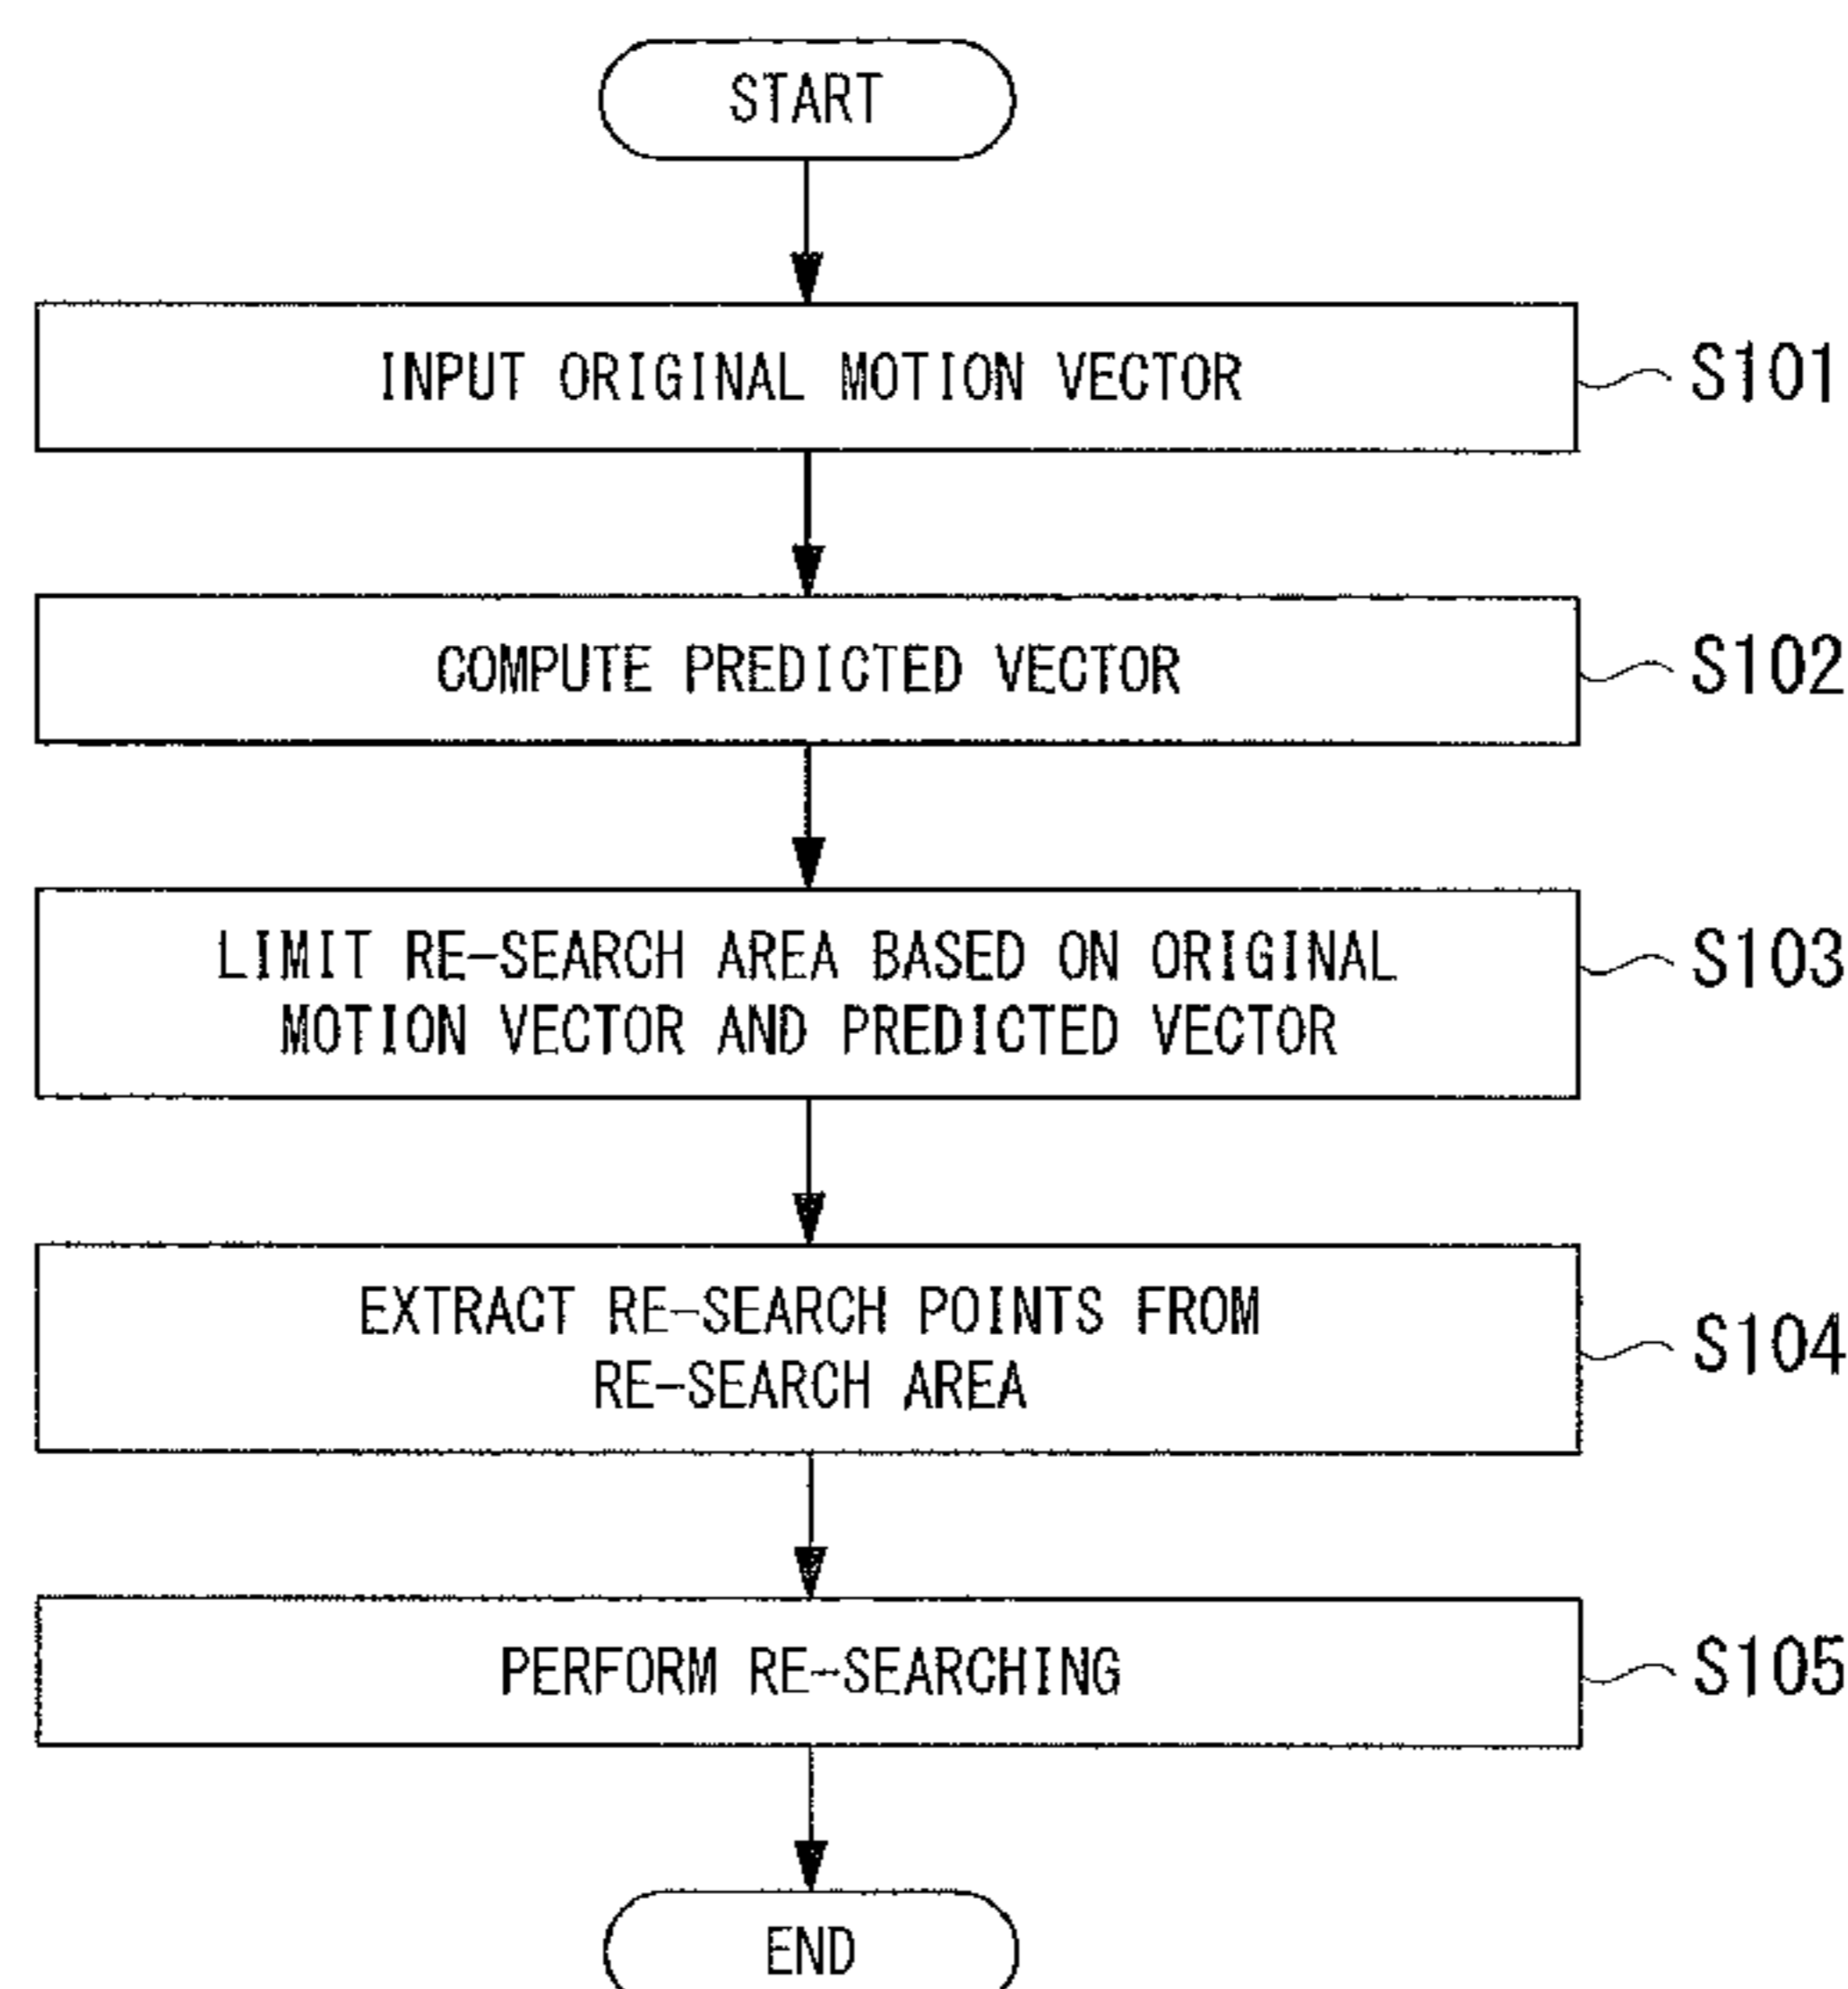 START
INPUT ORIGINAL MOTION VECTOR
S101
COMPUTE PREDICTED VECTOR
S102
LIMIT RE-SEARCH AREA BASED ON ORIGINAL
MOTION VECTOR AND PREDICTED VECTOR
S103
EXTRACT RE-SEARCH POINTS FROM
RE-SEARCH AREA
S104
PERFORM RE-SEARCHING
S105
END